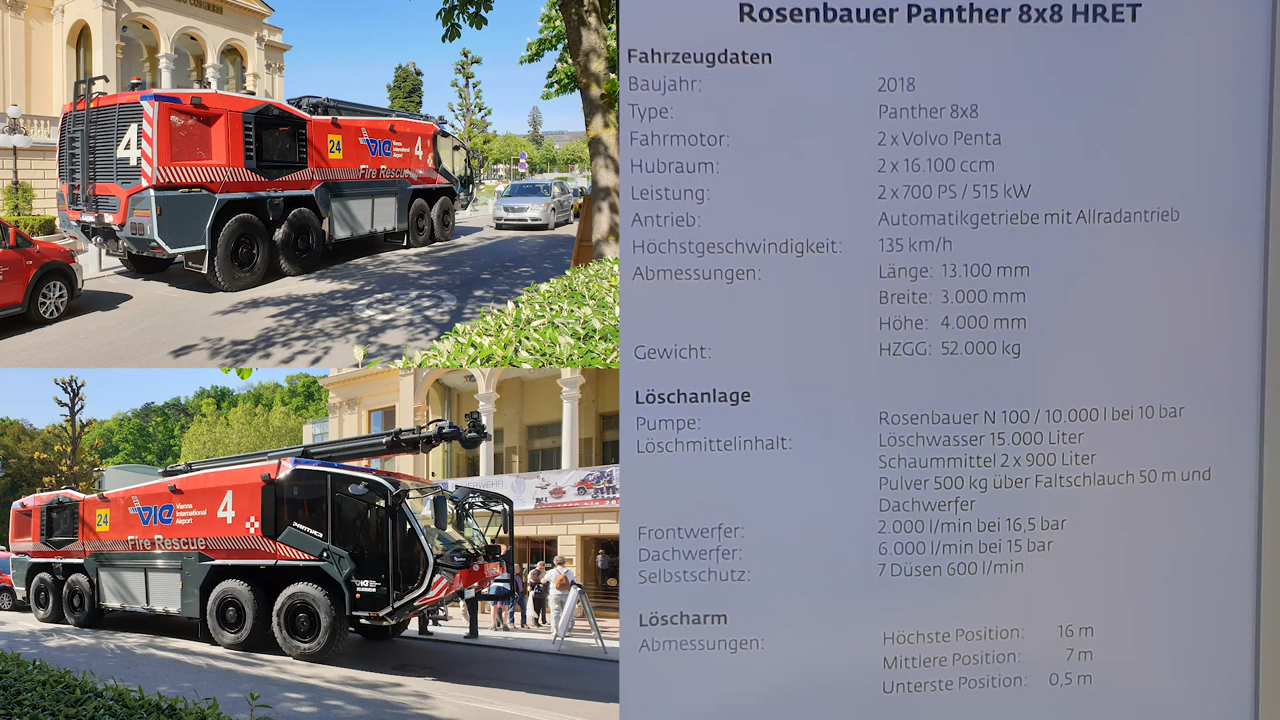 CONGRESS
4
24
VIE Vienna
International
Airport
4
Fire Rescue
4
24
VIE Vienna
International
Airport
Fire Rescue
PANTHER
VIE
Rosenbauer Panther 8x8 HRET
Fahrzeugdaten
Baujahr: 2018
Type: Panther 8x8
Fahrmotor: 2 x Volvo Penta
Hubraum: 2 x 16.100 ccm
Leistung: 2 x 700 PS / 515 kW
Antrieb: Automatikgetriebe mit Allradantrieb
Höchstgeschwindigkeit: 135 km/h
Abmessungen: Länge: 13.100 mm
Breite: 3.000 mm
Höhe: 4.000 mm
Gewicht: HZGG: 52.000 kg
Löschanlage
Pumpe: Rosenbauer N 100 / 10.000 l bei 10 bar
Löschmittelinhalt: Löschwasser 15.000 Liter
Schaummittel 2 x 900 Liter
Pulver 500 kg über Faltschlauch 50 m und
Dachwerfer
Frontwerfer: 2.000 l/min bei 16,5 bar
Dachwerfer: 6.000 l/min bei 15 bar
Selbstschutz: 7 Düsen 600 l/min
Löscharm
Abmessungen: Höchste Position: 16 m
Mittlere Position: 7 m
Unterste Position: 0,5 m